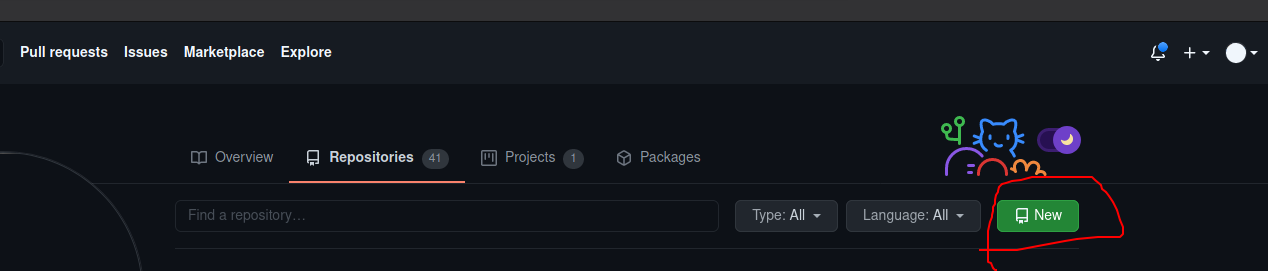 Pull requests Issues Marketplace Explore
Overview Repositories 41 Projects 1 Packages
Find a repository... Type: All Language: All New